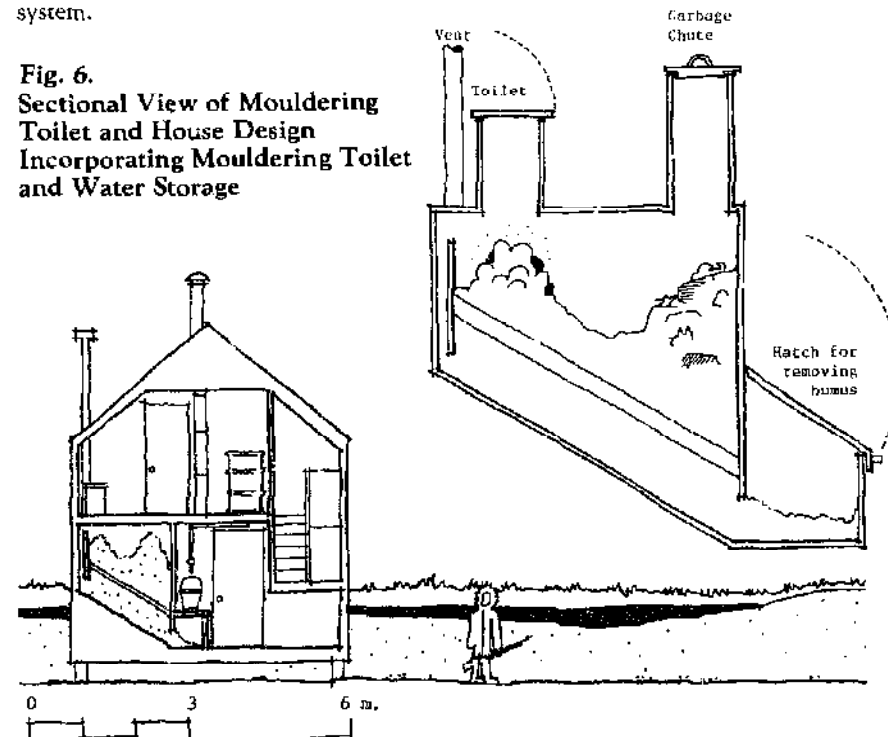 system.
Fig. 6.
Sectional View of Mouldering
Toilet and House Design
Incorporating Mouldering Toilet
and Water Storage
Vent
Toilet
Garbage
Chute
Hatch for
removing
humus
0 3 6 m.